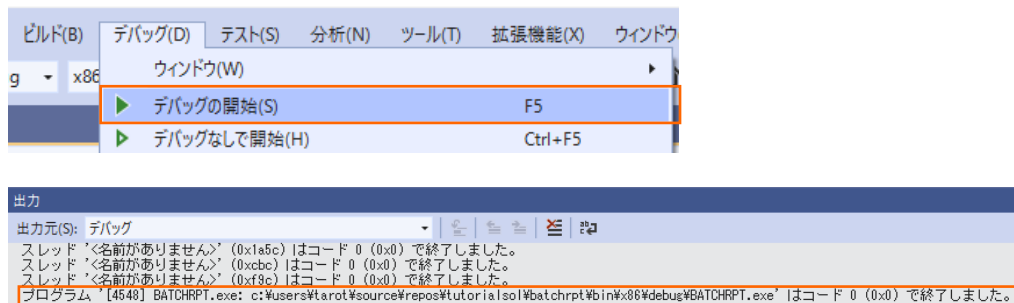 ビルド(B) デバッグ(D) テスト(S) 分析(N) ツール(T) 拡張機能(X) ウィンドウ
g x86 ウィンドウ(W)
デバッグの開始(S) F5
デバッグなしで開始(H) Ctrl+F5
出力
出力元(S): デバッグ
スレッド '<名前がありません>' (0x1a5c) はコード 0 (0x0) で終了しました。
スレッド '<名前がありません>' (0xcbc) はコード 0 (0x0) で終了しました。
スレッド '<名前がありません>' (0xf9c) はコード 0 (0x0) で終了しました。
プログラム '[4548] BATCHRPT.exe: c:¥users¥tarot¥source¥repos¥tutorialsol¥batchrpt¥bin¥x86¥debug¥BATCHRPT.exe' はコード 0 (0x0) で終了しました。